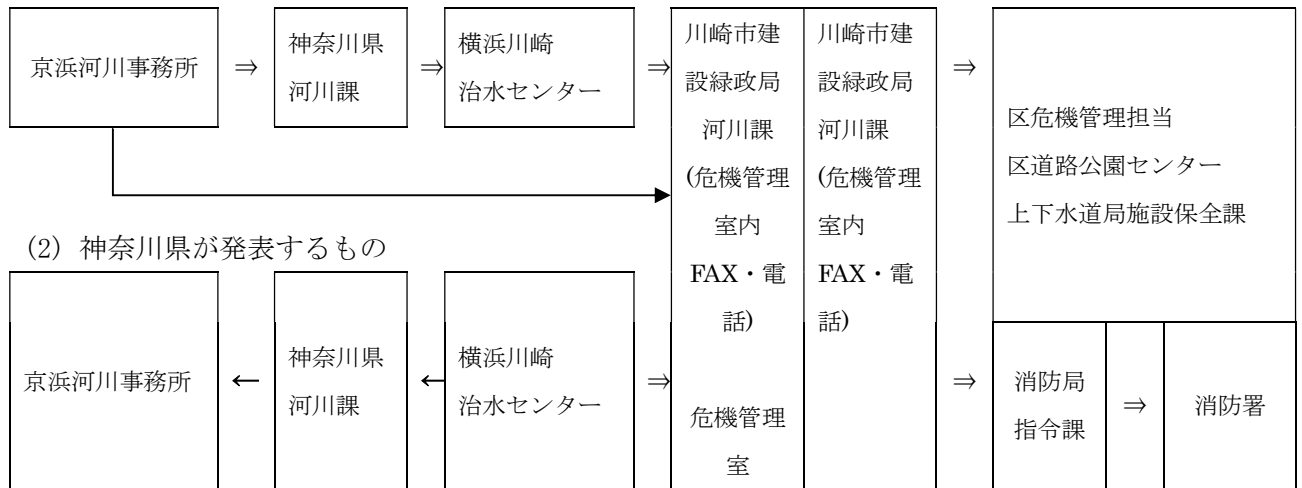 京浜河川事務所
⇒
神奈川県
河川課
⇒
横浜川崎
治水センター
⇒
川崎市建
設緑政局
河川課
(危機管理
室内
FAX・電
話)
危機管理
室
川崎市建
設緑政局
河川課
(危機管理
室内
FAX・電
話)
⇒
区危機管理担当
区道路公園センター
上下水道局施設保全課
(2) 神奈川県が発表するもの
京浜河川事務所
←
神奈川県
河川課
←
横浜川崎
治水センター
⇒
⇒
消防局
指令課
⇒
消防署